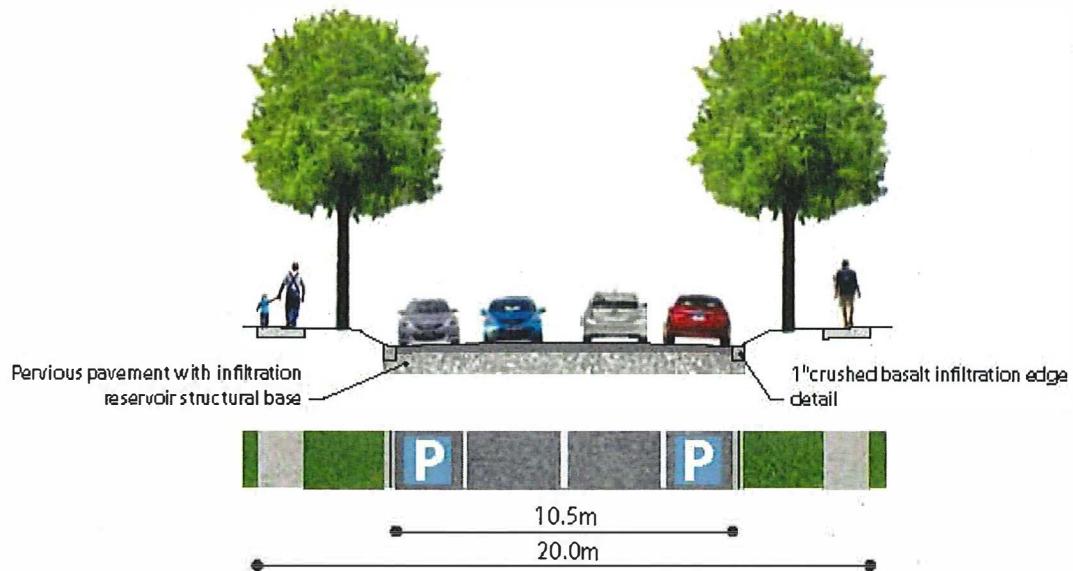 Pervious pavement with infiltration
reservoir structural base
1"crushed basalt infiltration edge
detail
P
P
10.5m
20.0m